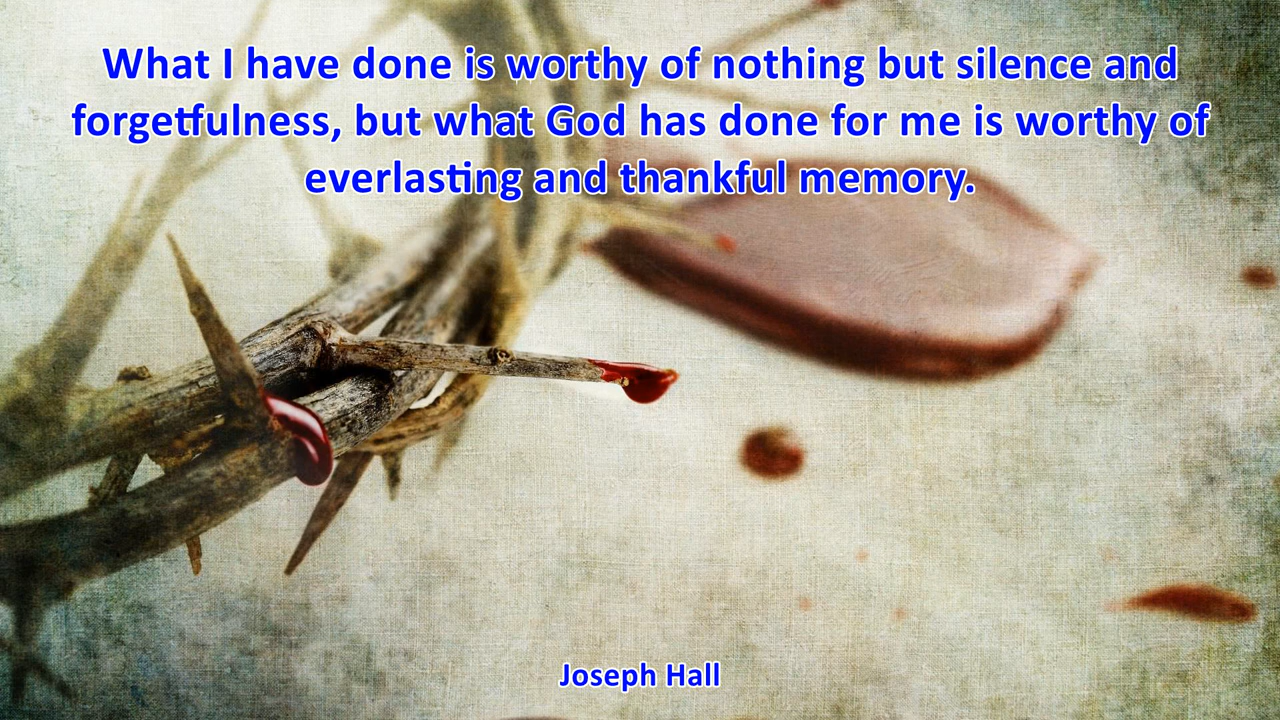 What I have done is worthy of nothing but silence and
forgetfulness, but what God has done for me is worthy of
everlasting and thankful memory.
Joseph Hall